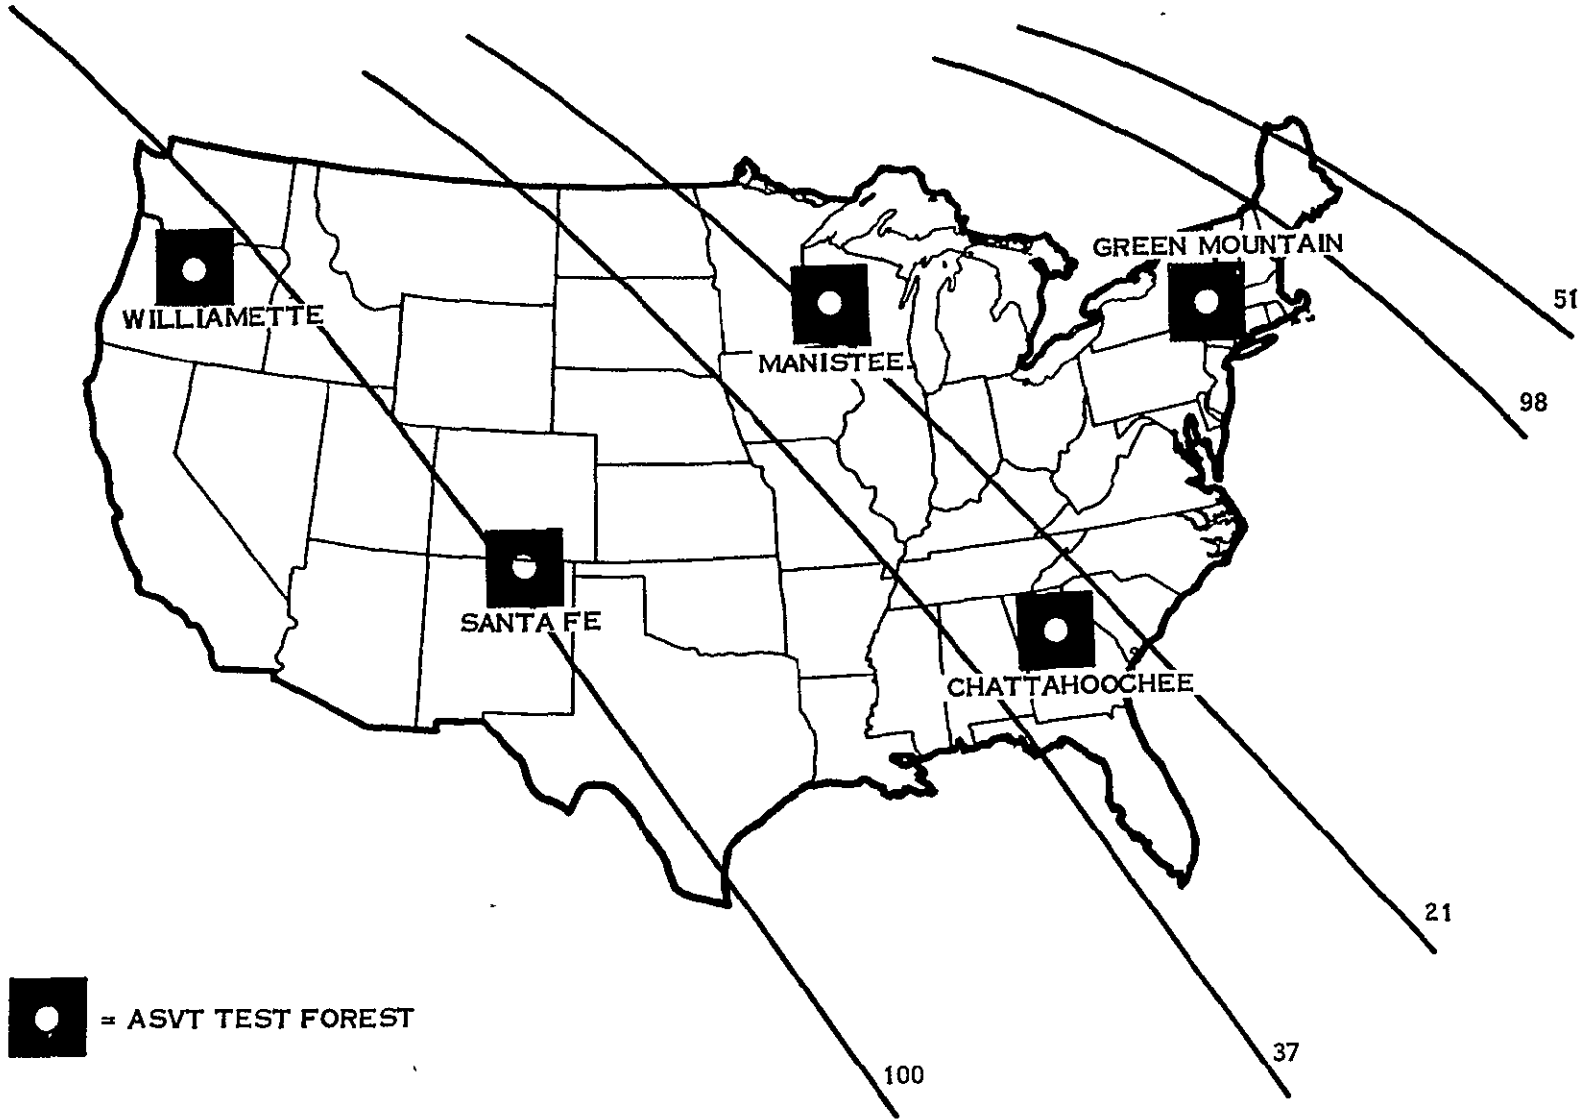 GREEN MOUNTAIN
51
WILLIAMETTE
MANISTEE
98
SANTA FE
CHATTAHOOCHEE
21
= ASVT TEST FOREST
37
100